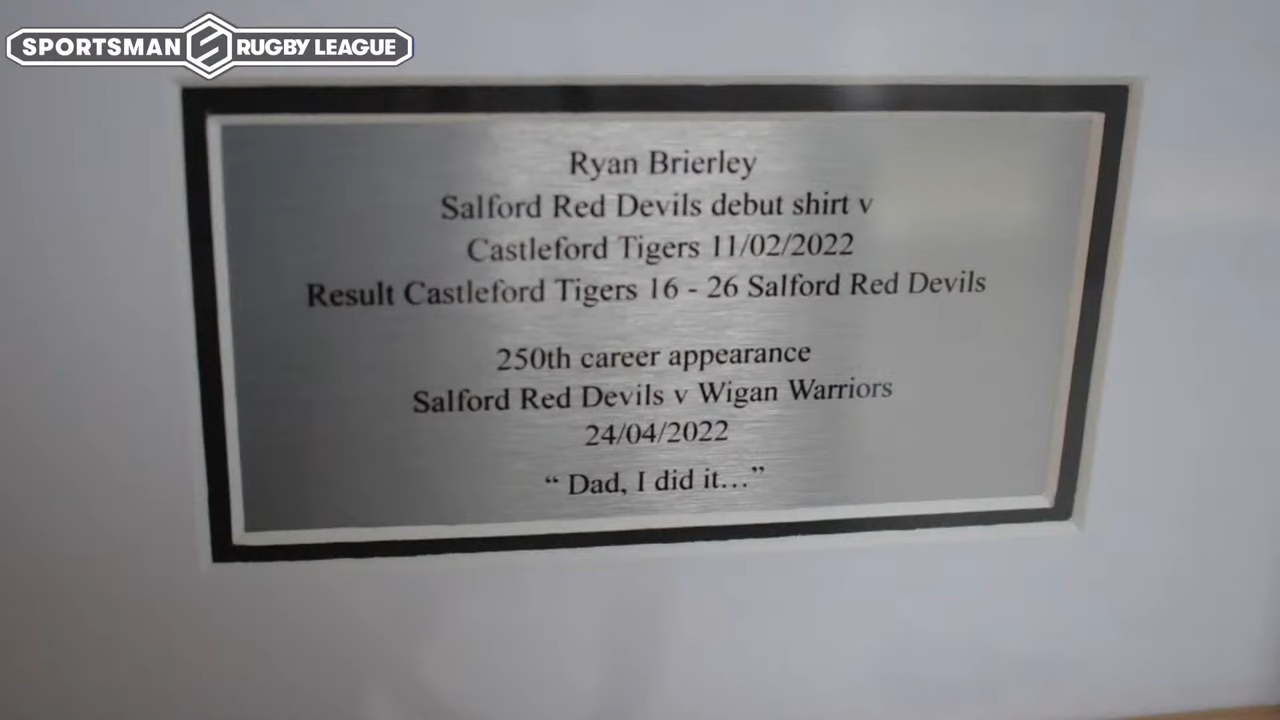 SPORTSMAN RUGBY LEAGUE
Ryan Brierley
Salford Red Devils debut shirt v
Castleford Tigers 11/02/2022
Result Castleford Tigers 16 - 26 Salford Red Devils
250th career appearance
Salford Red Devils v Wigan Warriors
24/04/2022
“ Dad, I did it...”